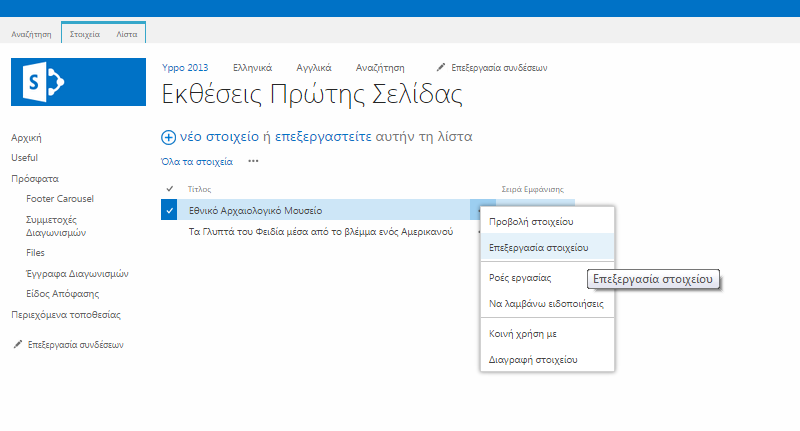 Αναζήτηση Στοιχεία Λίστα
S
Yppo 2013 Ελληνικά Αγγλικά Αναζήτηση Επεξεργασία συνδέσεων
Εκθέσεις Πρώτης Σελίδας
Αρχική
Useful
Πρόσφατα
Footer Carousel
Συμμετοχές
Διαγωνισμών
Files
Έγγραφα Διαγωνισμών
Είδος Απόφασης
Περιεχόμενα τοποθεσίας
Επεξεργασία συνδέσεων
νέο στοιχείο ή επεξεργαστείτε αυτήν τη λίστα
Όλα τα στοιχεία ...
Τίτλος Σειρά Εμφάνισης
Εθνικό Αρχαιολογικό Μουσείο
Τα Γλυπτά του Φειδία μέσα από το βλέμμα ενός Αμερικανού
Προβολή στοιχείου
Επεξεργασία στοιχείου
Ροές εργασίας
Επεξεργασία στοιχείου
Να λαμβάνω ειδοποιήσεις
Κοινή χρήση με
Διαγραφή στοιχείου